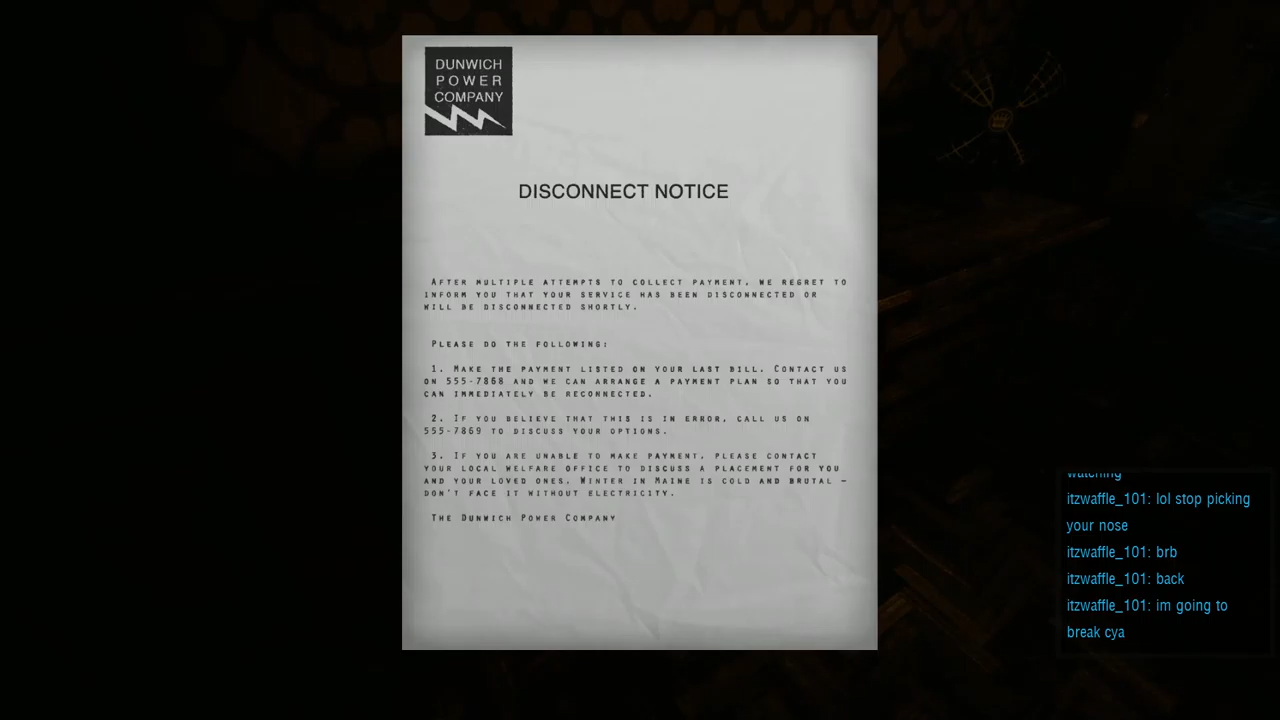 DUNWICH
POWER
COMPANY
DISCONNECT NOTICE
AFTER MULTIPLE ATTEMPTS TO COLLECT PAYMENT, WE REGRET TO
INFORM YOU THAT YOUR SERVICE HAS BEEN DISCONNECTED OR
WILL BE DISCONNECTED SHORTLY.
PLEASE DO THE FOLLOWING:
1. MAKE THE PAYMENT LISTED ON YOUR LAST BILL. CONTACT US
ON 555-7868 AND WE CAN ARRANGE A PAYMENT PLAN SO THAT YOU
CAN IMMEDIATELY BE RECONNECTED.
2. IF YOU BELIEVE THAT THIS IS IN ERROR, CALL US ON
555-7869 TO DISCUSS YOUR OPTIONS.
3. IF YOU ARE UNABLE TO MAKE PAYMENT, PLEASE CONTACT
YOUR LOCAL WELFARE OFFICE TO DISCUSS A PLACEMENT FOR YOU
AND YOUR LOVED ONES. WINTER IN MAINE IS COLD AND BRUTAL –
DON'T FACE IT WITHOUT ELECTRICITY.
THE DUNWICH POWER COMPANY
watching
itzwaffle_101: lol stop picking
your nose
itzwaffle_101: brb
itzwaffle_101: back
itzwaffle_101: im going to
break cya